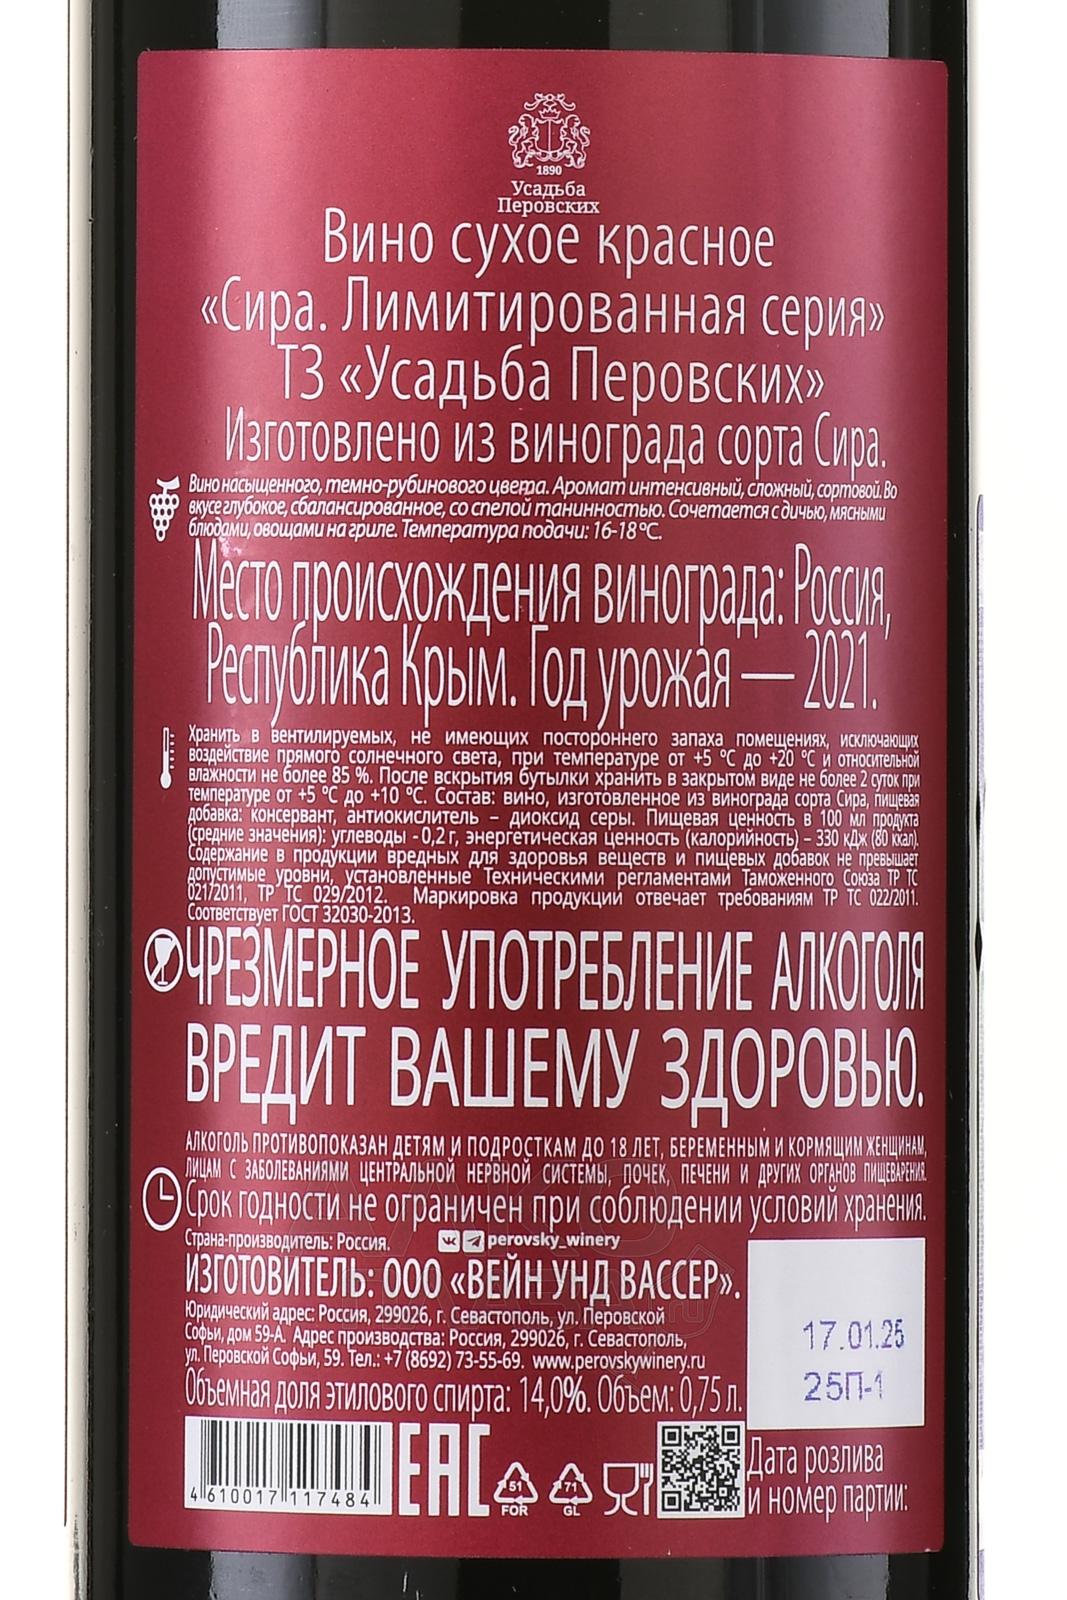 1890
Усадьба
Перовских
Вино сухое красное
«Сира. Лимитированная серия»
ТЗ «Усадьба Перовских»
Изготовлено из винограда сорта Сира.
Вино насыщенного, темно-рубинового цвета. Аромат интенсивный, сложный, сортовой. Во
вкусе глубокое, сбалансированное, со спелой танинностью. Сочетается с дичью, мясными
блюдами, овощами на гриле. Температура подачи: 16-18 °С.
Место происхождения винограда: Россия,
Республика Крым. Год урожая — 2021.
Хранить в вентилируемых, не имеющих постороннего запаха помещениях, исключающих
воздействие прямого солнечного света, при температуре от +5 °С до +20 °С и относительной
влажности не более 85 %. После вскрытия бутылки хранить в закрытом виде не более 2 суток при
температуре от +5 °С до +10 °С. Состав: вино, изготовленное из винограда сорта Сира, пищевая
добавка: консервант, антиокислитель – диоксид серы. Пищевая ценность в 100 мл продукта
(средние значения): углеводы - 0,2 г, энергетическая ценность (калорийность) – 330 кДж (80 ккал).
Содержание в продукции вредных для здоровья веществ и пищевых добавок не превышает
допустимые уровни, установленные Техническими регламентами Таможенного Союза ТР ТС
021/2011, ТР ТС 029/2012. Маркировка продукции отвечает требованиям ТР ТС 022/2011.
Соответствует ГОСТ 32030-2013.
ЧРЕЗМЕРНОЕ УПОТРЕБЛЕНИЕ АЛКОГОЛЯ
ВРЕДИТ ВАШЕМУ ЗДОРОВЬЮ.
АЛКОГОЛЬ ПРОТИВОПОКАЗАН ДЕТЯМ И ПОДРОСТКАМ ДО 18 ЛЕТ, БЕРЕМЕННЫМ И КОРМЯЩИМ ЖЕНЩИНАМ,
ЛИЦАМ С ЗАБОЛЕВАНИЯМИ ЦЕНТРАЛЬНОЙ НЕРВНОЙ СИСТЕМЫ, ПОЧЕК, ПЕЧЕНИ И ДРУГИХ ОРГАНОВ ПИЩЕВАРЕНИЯ.
Срок годности не ограничен при соблюдении условий хранения.
Страна-производитель: Россия. perovsky_winery
ИЗГОТОВИТЕЛЬ: ООО «ВЕЙН УНД ВАССЕР».
Юридический адрес: Россия, 299026, г. Севастополь, ул. Перовской
Софьи, дом 59-А. Адрес производства: Россия, 299026, г. Севастополь,
ул. Перовской Софьи, 59. Тел.: +7 (8692) 73-55-69. www.perovskywinery.ru
Объемная доля этилового спирта: 14,0%. Объем: 0,75 л.
17.01.25
25П-1
Дата розлива
и номер партии:
4 610017 117484
EAC
51
FOR
71
GL